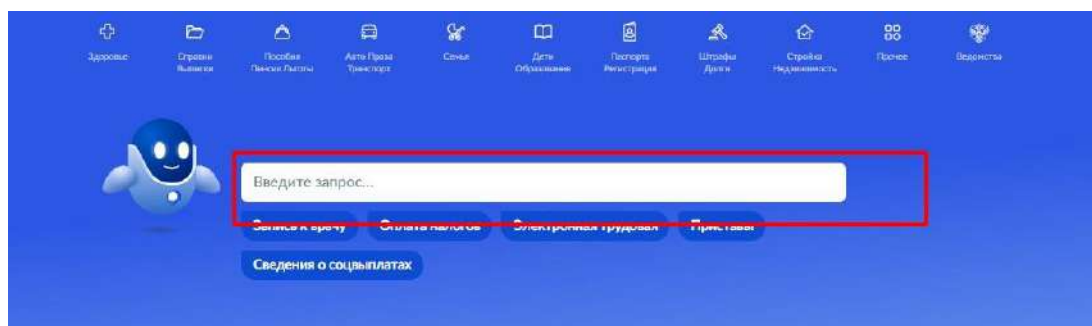 Здоровье
Справки
Выписки
Пособия
Пенсии Льготы
Авто Права
Транспорт
Семья
Дети
Образование
Паспорта
Регистрация
Штрафы
Долги
Стройка
Недвижимость
Прочее
Ведомства
Введите запрос...
Запись к врачу
Оплата налогов
Электронная трудовая
Приставы
Сведения о соцвыплатах